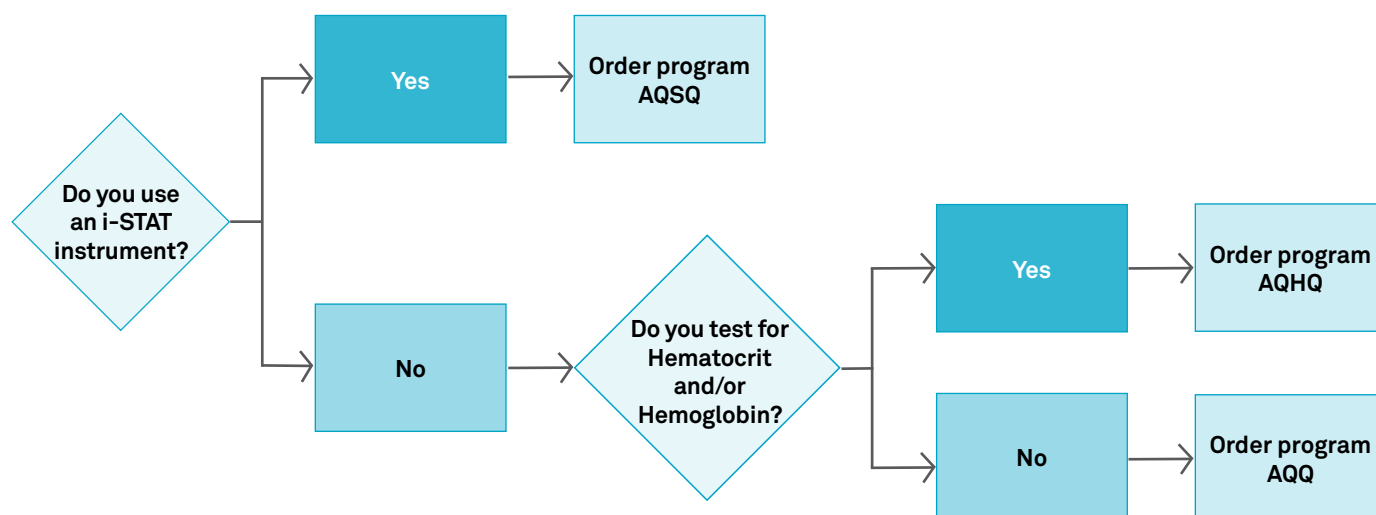 Do you use
an i-STAT
instrument?
Yes
Order program
AQSQ
No
Do you test for
Hematocrit
and/or
Hemoglobin?
Yes
Order program
AQHQ
No
Order program
AQQ